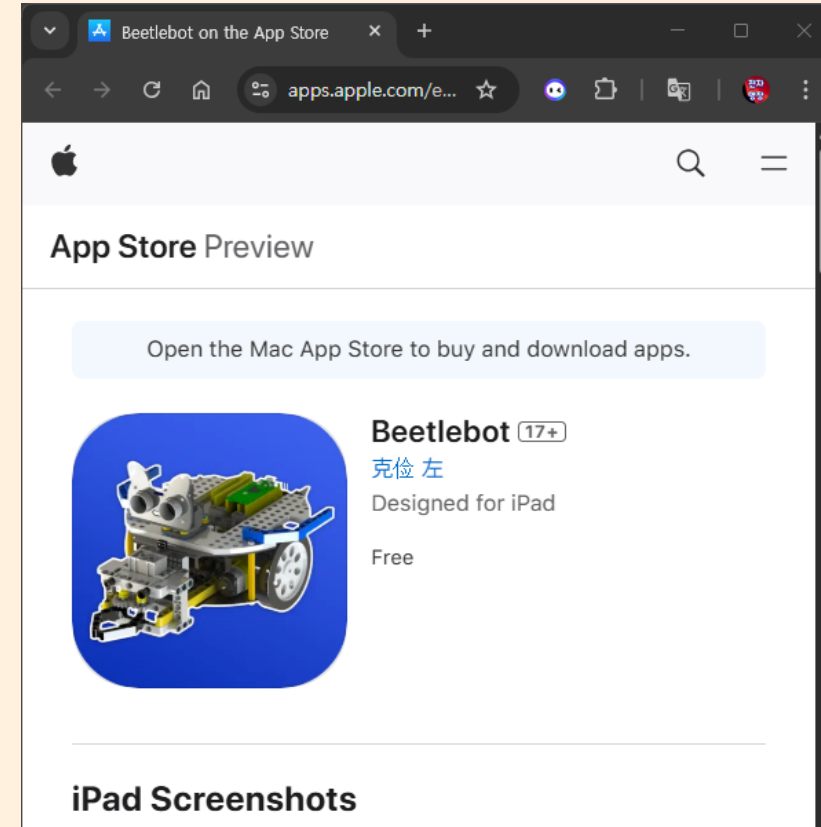 Beetlebot on the App Store
apps.apple.com/e...
App Store Preview
Open the Mac App Store to buy and download apps.
Beetlebot 17+
克俭 左
Designed for iPad
Free
iPad Screenshots